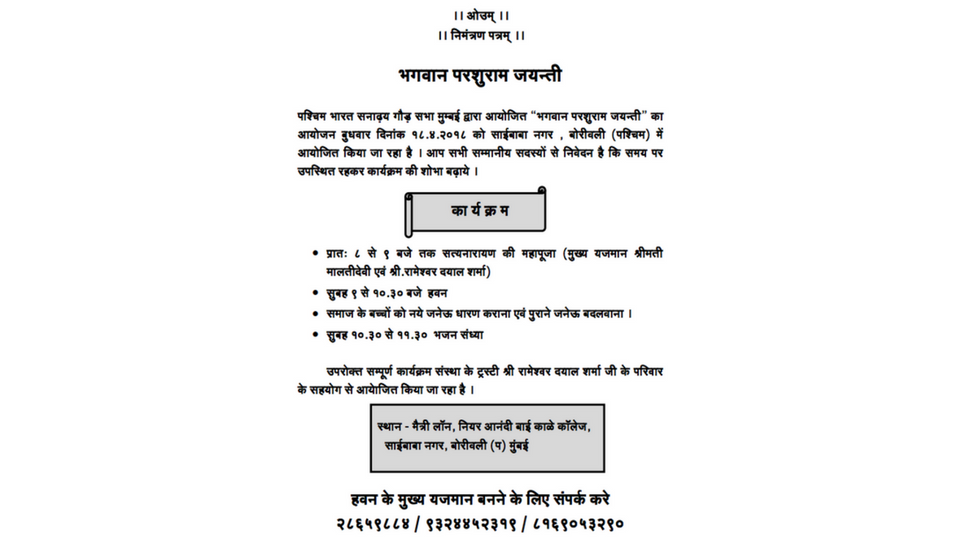 ।। ओउम् ।।
।। निमंत्रण पत्रम् ।।
भगवान परशुराम जयन्ती
पश्चिम भारत सनाढ़य गौड़ सभा मुम्बई द्वारा आयोजित “भगवान परशुराम जयन्ती” का
आयोजन बुधवार दिनांक १८.४.२०१८ को साईबाबा नगर , बोरीवली (पश्चिम) में
आयोजित किया जा रहा है । आप सभी सम्मानीय सदस्यों से निवेदन है कि समय पर
उपस्थित रहकर कार्यक्रम की शोभा बढ़ाये ।
का र्य क्र म
• प्रातः ८ से ९ बजे तक सत्यनारायण की महापूजा (मुख्य यजमान श्रीमती
मालतीदेवी एवं श्री.रामेश्वर दयाल शर्मा)
• सुबह ९ से १०.३० बजे हवन
• समाज के बच्चों को नये जनेऊ धारण कराना एवं पुराने जनेऊ बदलवाना ।
• सुबह १०.३० से ११.३० भजन संध्या
उपरोक्त सम्पूर्ण कार्यक्रम संस्था के ट्रस्टी श्री रामेश्वर दयाल शर्मा जी के परिवार
के सहयोग से आयेाजित किया जा रहा है ।
स्थान - मैत्री लॉन, नियर आनंदी बाई काळे कॉलेज,
साईबाबा नगर, बोरीवली (प) मुंबई
हवन के मुख्य यजमान बनने के लिए संपर्क करे
२८६५९८८४ / ९३२४४५२३१९ / ८१६९०५३२९०